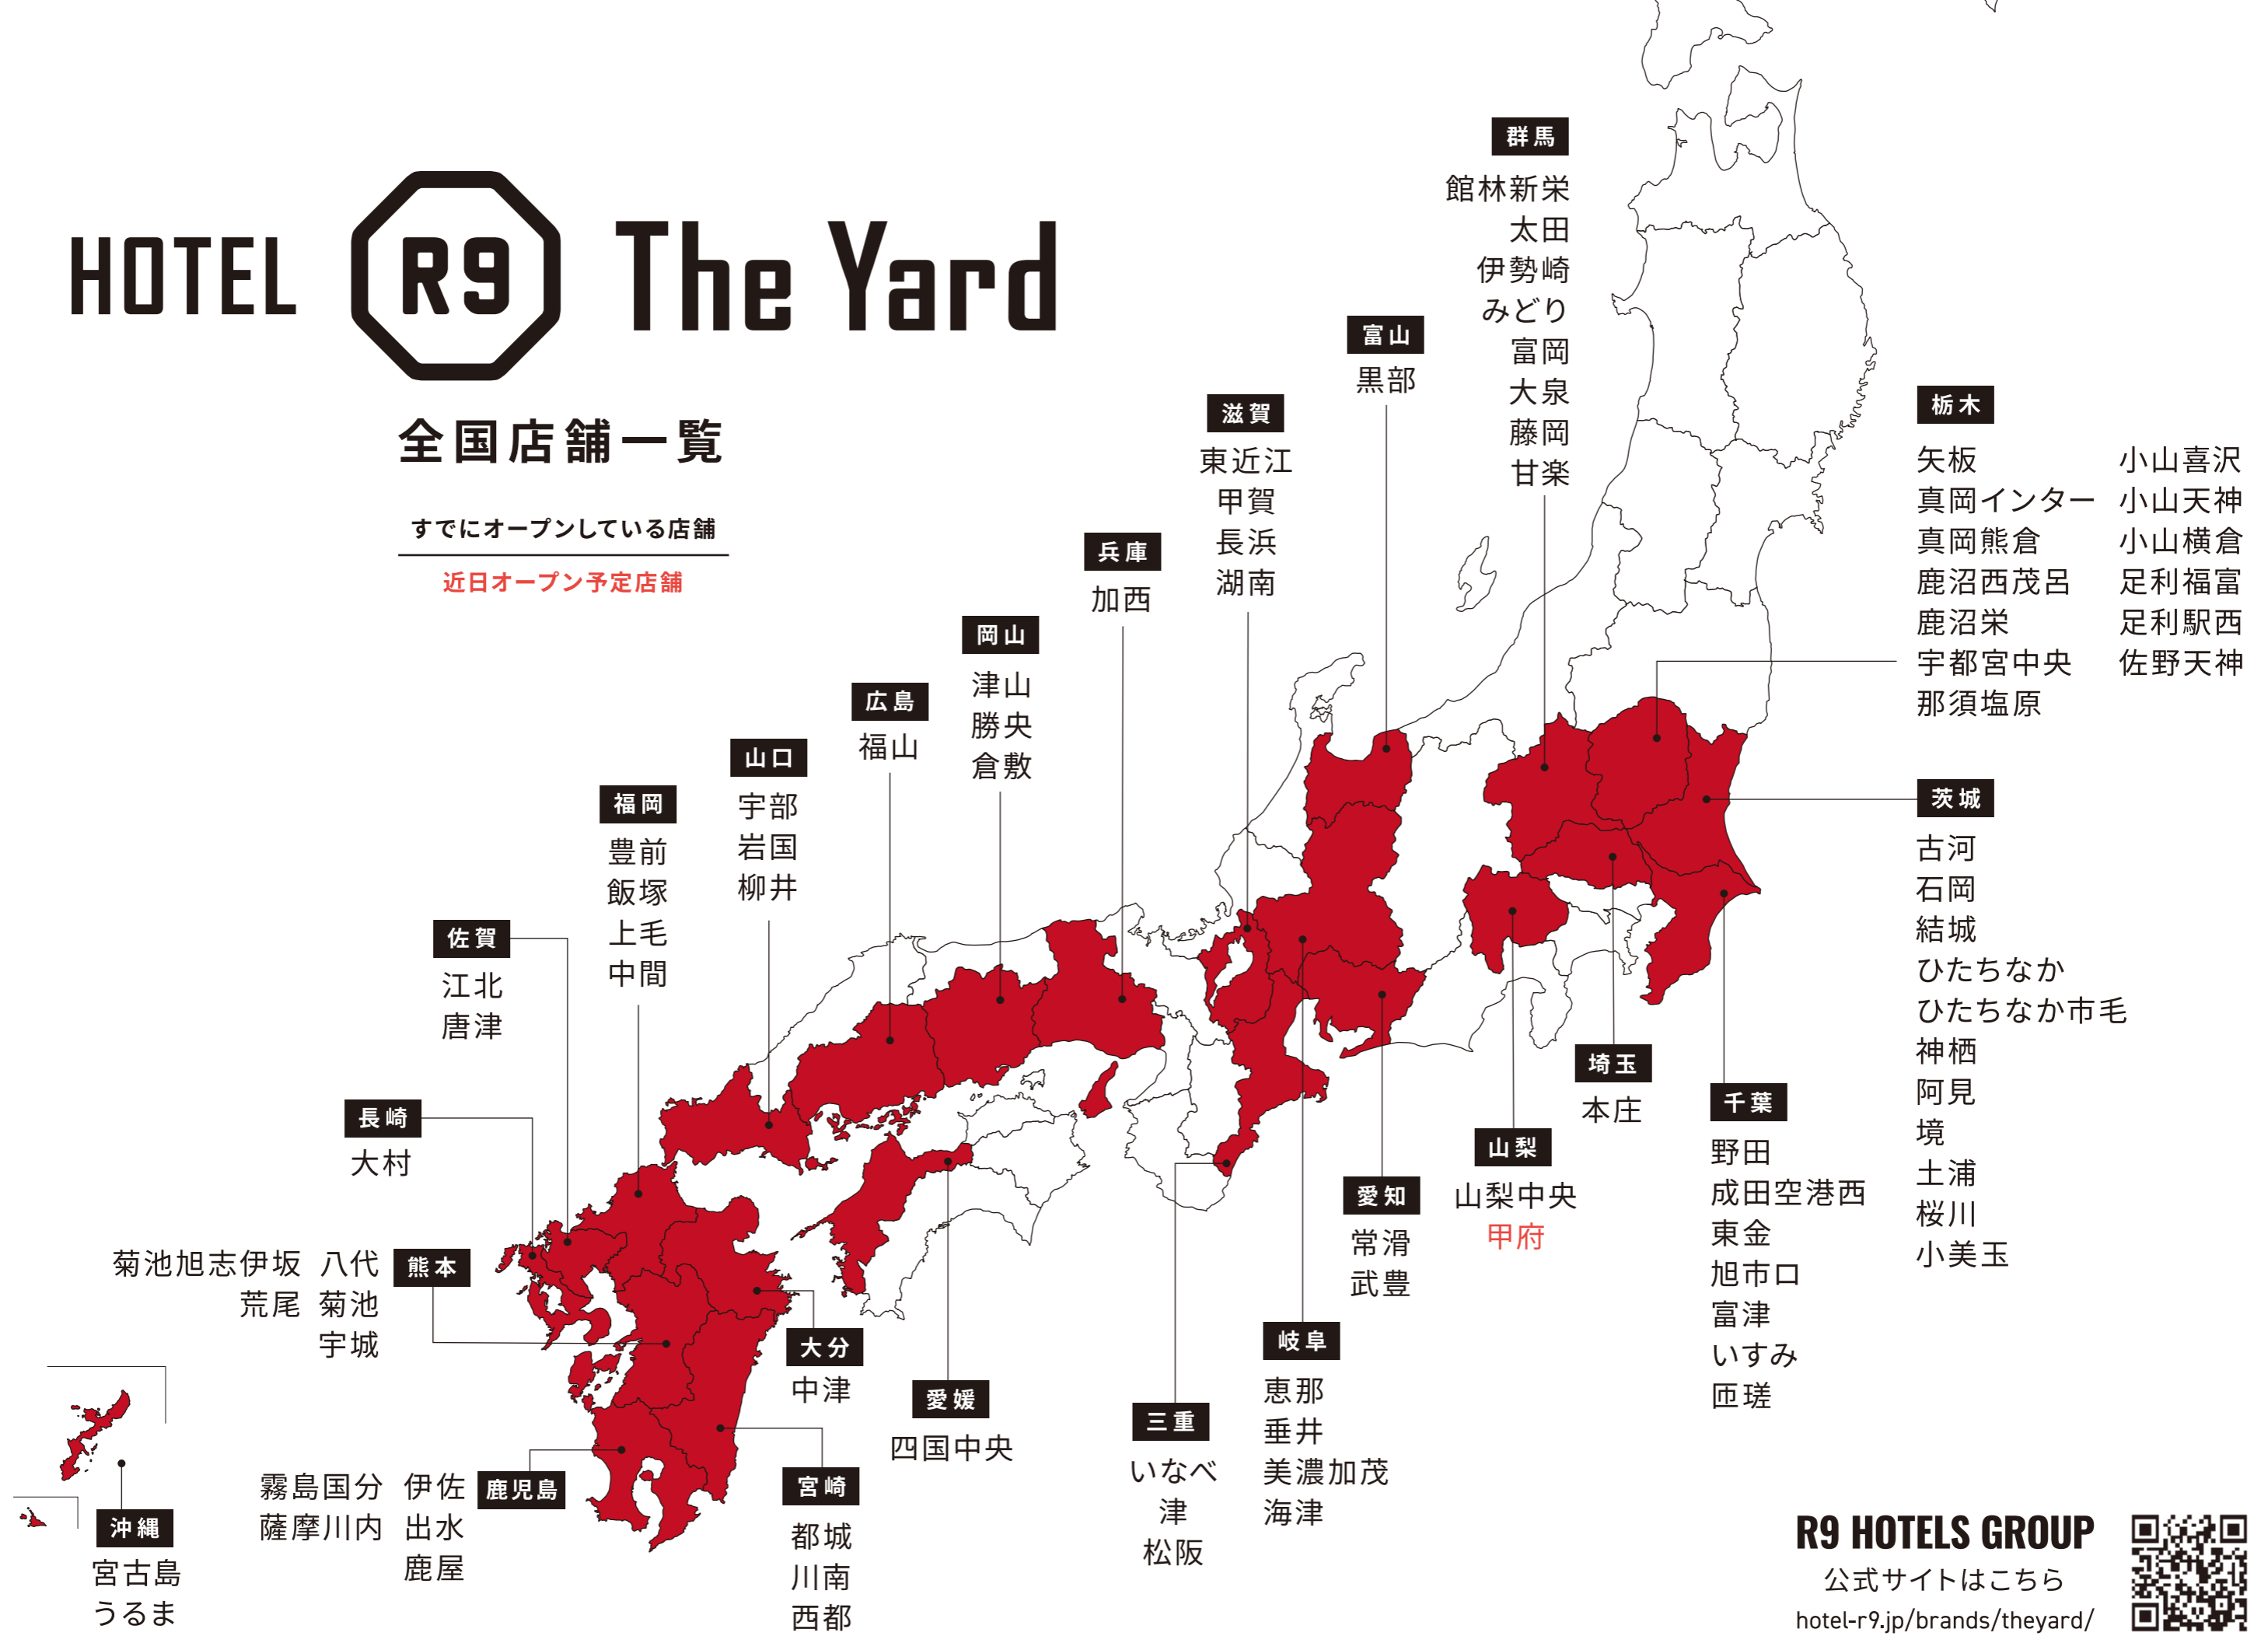 HOTEL R9 The Yard
全国店舗一覧
すでにオープンしている店舗
近日オープン予定店舗
群馬
館林新栄
太田
伊勢崎
みどり
富岡
大泉
藤岡
甘楽
富山
黒部
滋賀
東近江
甲賀
長浜
湖南
兵庫
加西
岡山
津山
勝央
倉敷
広島
福山
山口
宇部
岩国
柳井
福岡
豊前
飯塚
上毛
中間
佐賀
江北
唐津
長崎
大村
熊本
菊池旭志伊坂 八代
荒尾 菊池
宇城
鹿児島
霧島国分 伊佐
薩摩川内 出水
鹿屋
沖縄
宮古島
うるま
大分
中津
宮崎
都城
川南
西都
愛媛
四国中央
三重
いなべ
津
松阪
岐阜
恵那
垂井
美濃加茂
海津
愛知
常滑
武豊
山梨
山梨中央
甲府
埼玉
本庄
千葉
野田
成田空港西
東金
旭市口
富津
いすみ
匝瑳
栃木
矢板 小山喜沢
真岡インター 小山天神
真岡熊倉 小山横倉
鹿沼西茂呂 足利福富
鹿沼栄 足利駅西
宇都宮中央 佐野天神
那須塩原
茨城
古河
石岡
結城
ひたちなか
ひたちなか市毛
神栖
阿見
境
土浦
桜川
小美玉
R9 HOTELS GROUP
公式サイトはこちら
hotel-r9.jp/brands/theyard/